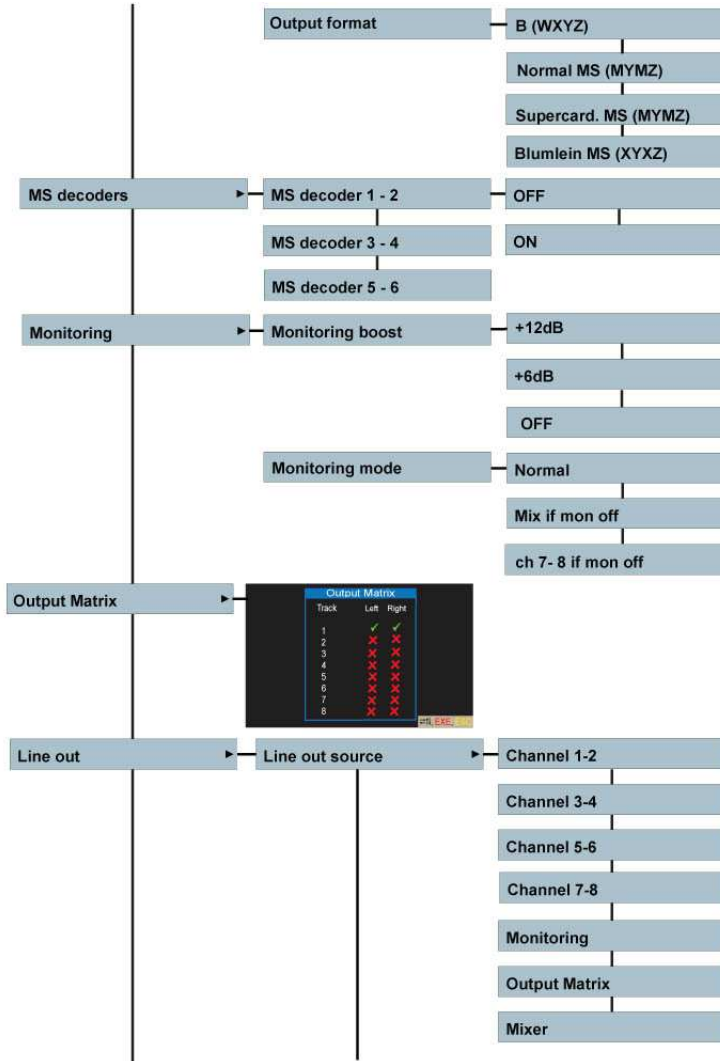 Output format B (WXYZ)
Normal MS (MYMZ)
Supercard. MS (MYMZ)
Blumlein MS (XYXZ)
MS decoders MS decoder 1 - 2 OFF
MS decoder 3 - 4 ON
MS decoder 5 - 6
Monitoring Monitoring boost +12dB
+6dB
OFF
Monitoring mode Normal
Mix if mon off
ch 7- 8 if mon off
Output Matrix
Output Matrix
Track Left Right
1
2
3
4
5
6
7
8
EXE
Line out Line out source Channel 1-2
Channel 3-4
Channel 5-6
Channel 7-8
Monitoring
Output Matrix
Mixer